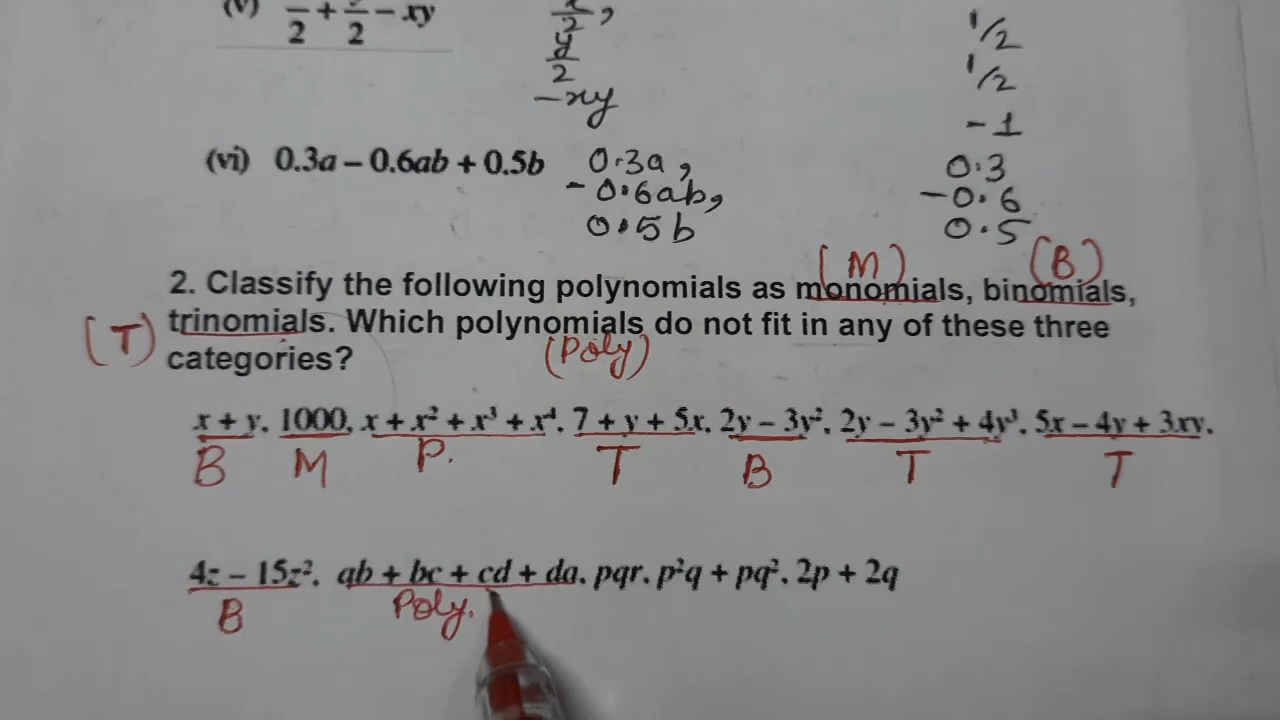 (v) /2 + /2 − xy x/2, 1/2
y/2 1/2
−xy −1
(vi) 0.3a − 0.6ab + 0.5b 0.3a, 0.3
−0.6ab, −0.6
0.5b 0.5
(M) (B.)
2. Classify the following polynomials as monomials, binomials,
(T) trinomials. Which polynomials do not fit in any of these three
categories? (Poly)
x + y, 1000, x + x² + x³ + x⁴, 7 + y + 5x, 2y − 3y², 2y − 3y² + 4y³, 5x − 4y + 3xy,
B M P. T B T T
4z − 15z², ab + bc + cd + da, pqr, p²q + pq², 2p + 2q
B Poly.